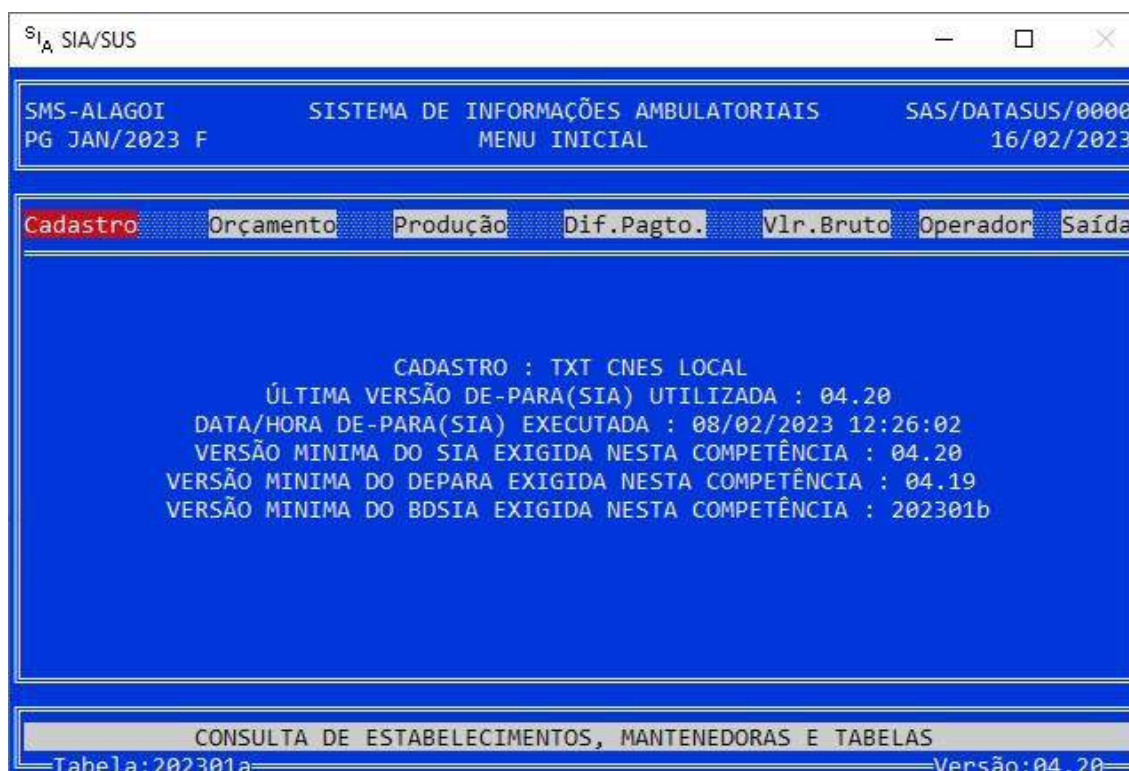 SIA SIA/SUS
SMS-ALAGOI SISTEMA DE INFORMAÇÕES AMBULATORIAIS SAS/DATASUS/0000
PG JAN/2023 F MENU INICIAL 16/02/2023
Cadastro Orçamento Produção Dif.Pagto. Vlr.Bruto Operador Saída
CADASTRO : TXT CNES LOCAL
ÚLTIMA VERSÃO DE-PARA(SIA) UTILIZADA : 04.20
DATA/HORA DE-PARA(SIA) EXECUTADA : 08/02/2023 12:26:02
VERSÃO MINIMA DO SIA EXIGIDA NESTA COMPETÊNCIA : 04.20
VERSÃO MINIMA DO DEPARA EXIGIDA NESTA COMPETÊNCIA : 04.19
VERSÃO MINIMA DO BDSIA EXIGIDA NESTA COMPETÊNCIA : 202301b
CONSULTA DE ESTABELECIMENTOS, MANTENEDORAS E TABELAS
Tabela:202301a Versão:04.20